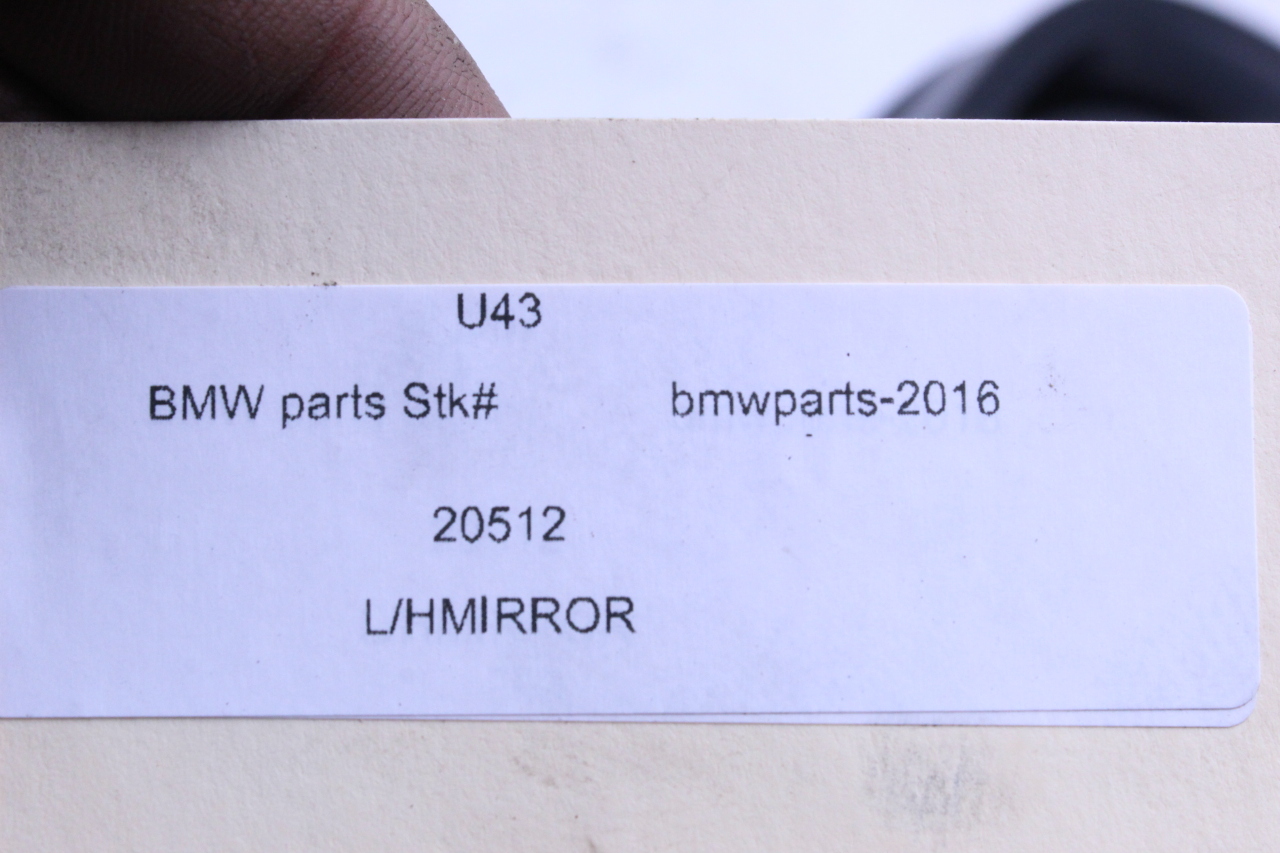 U43
BMW parts Stk# bmwparts-2016
20512
L/HMIRROR